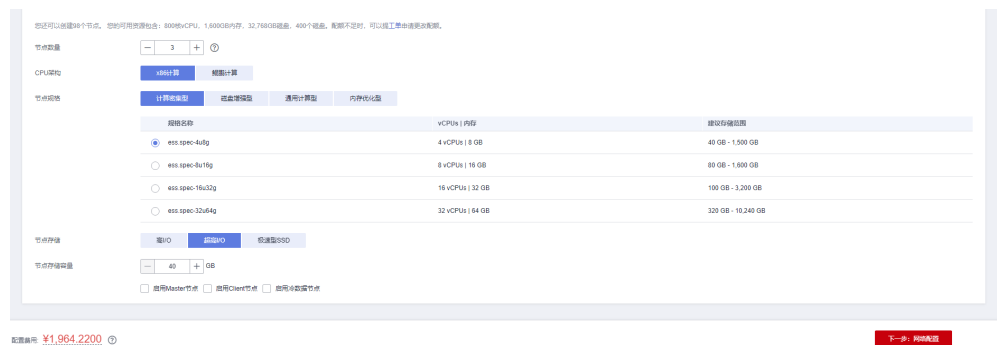 您还可以创建98个节点。 您的可用资源包含：800核vCPU、1,600GB内存、32,768GB磁盘、400个磁盘。配额不足时，可以提工单申请更改配额。
节点数量 3
CPU架构 x86计算 鲲鹏计算
节点规格 计算密集型 磁盘增强型 通用计算型 内存优化型
规格名称 vCPUs | 内存 建议存储范围
ess.spec-4u8g 4 vCPUs | 8 GB 40 GB - 1,500 GB
ess.spec-8u16g 8 vCPUs | 16 GB 80 GB - 1,600 GB
ess.spec-16u32g 16 vCPUs | 32 GB 100 GB - 3,200 GB
ess.spec-32u64g 32 vCPUs | 64 GB 320 GB - 10,240 GB
节点存储 高I/O 超高I/O 极速型SSD
节点存储容量 40 GB
启用Master节点 启用Client节点 启用冷数据节点
配置费用: ¥1,964.2200 下一步：网络配置